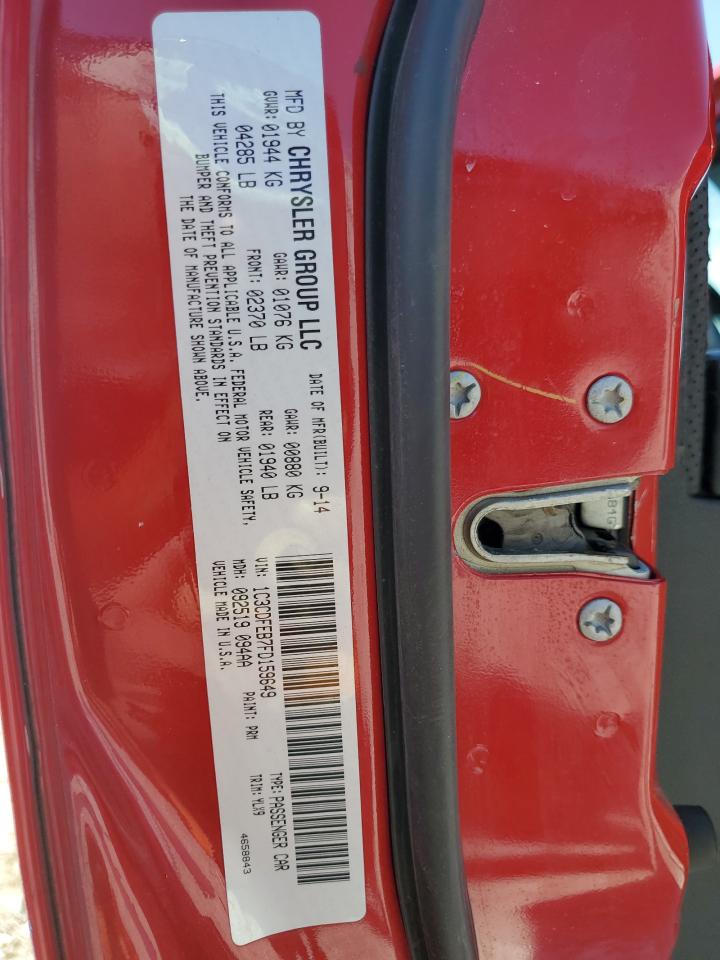 MFD BY CHRYSLER GROUP LLC DATE OF MFR(BUILT): 9-14
GVWR: 01944 KG GAWR: 01076 KG GAWR: 00880 KG
04285 LB FRONT: 02370 LB REAR: 01940 LB
THIS VEHICLE CONFORMS TO ALL APPLICABLE U.S.A. FEDERAL MOTOR VEHICLE SAFETY,
BUMPER AND THEFT PREVENTION STANDARDS IN EFFECT ON
THE DATE OF MANUFACTURE SHOWN ABOVE.
VIN: 1C3CDFEB7FD159649 TYPE: PASSENGER CAR
MDH: 092519 094AA PAINT: PRM TRIM: YLX9
VEHICLE MADE IN U.S.A. 4658843